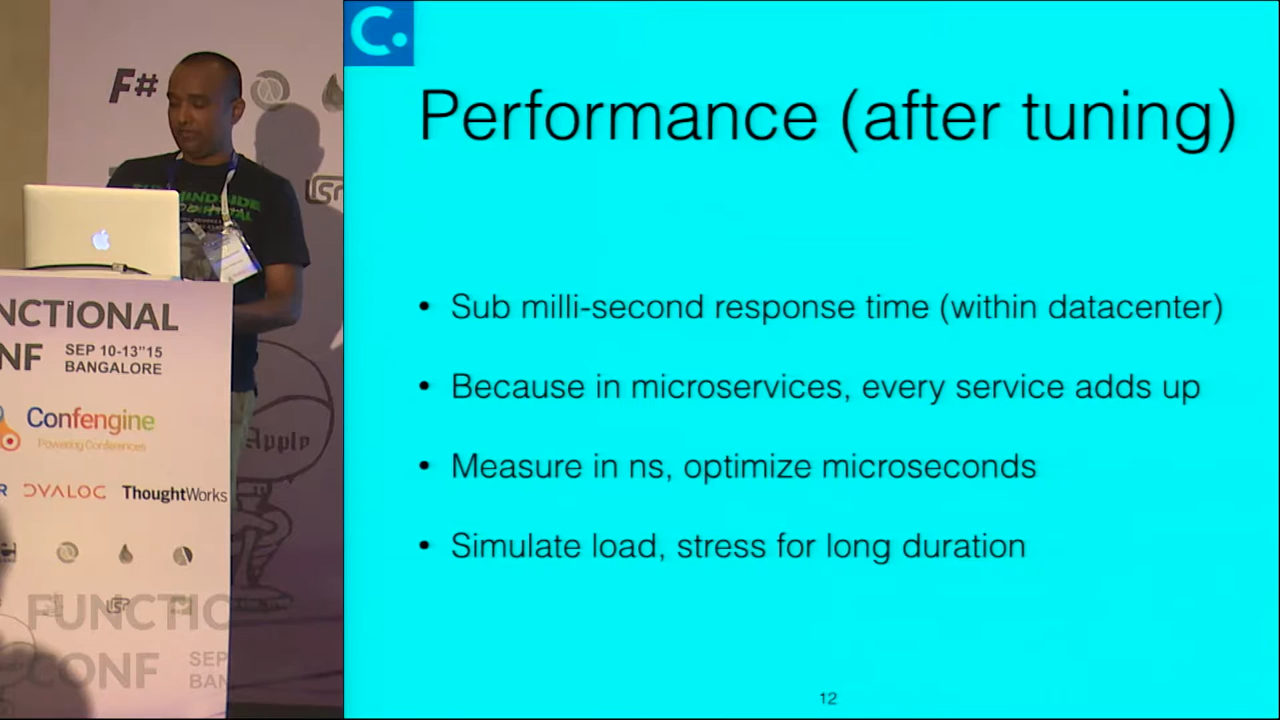 F#
Performance (after tuning)
• Sub milli-second response time (within datacenter)
• Because in microservices, every service adds up
• Measure in ns, optimize microseconds
• Simulate load, stress for long duration
12
NCTIONAL
NF
SEP 10-13"15
BANGALORE
Confengine
Powering Conferences
DVALOC
ThoughtWorks
Apply
FUNCTIO
CONF
SEP
BAN